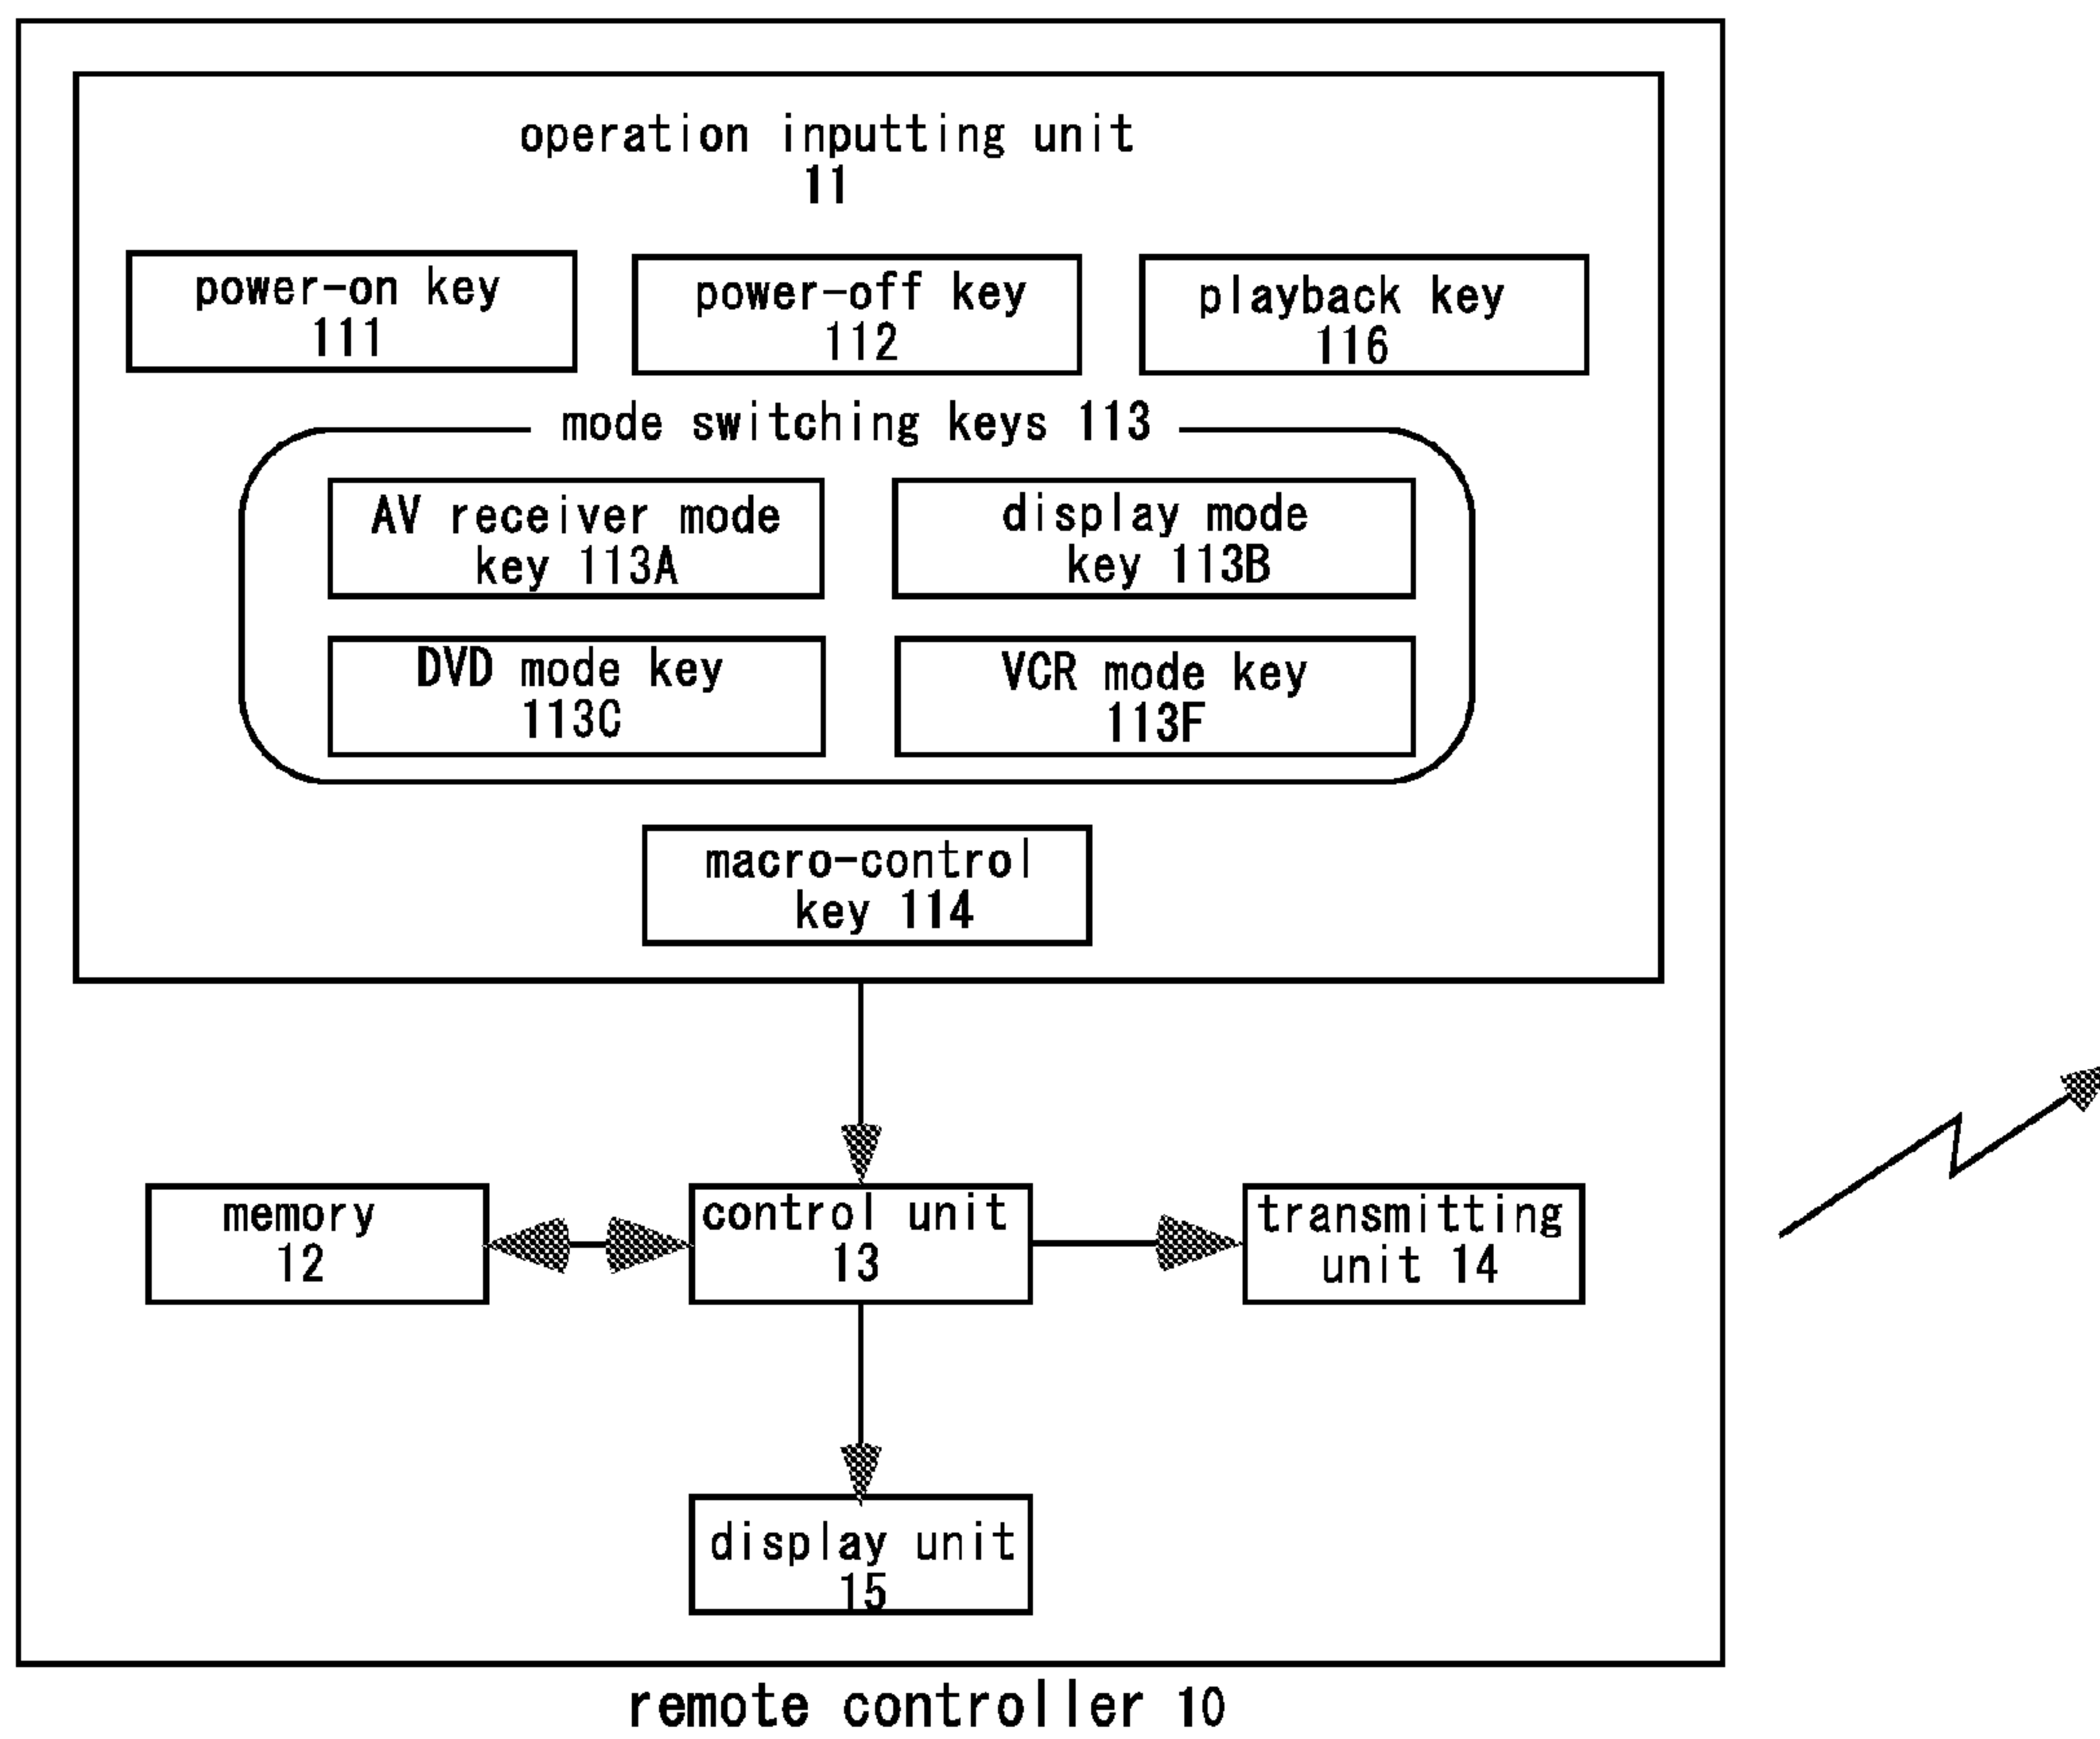 operation inputting unit
11
power-on key
111
power-off key
112
playback key
116
mode switching keys 113
AV receiver mode
key 113A
display mode
key 113B
DVD mode key
113C
VCR mode key
113F
macro-control
key 114
memory
12
control unit
13
transmitting
unit 14
display unit
15
remote controller 10